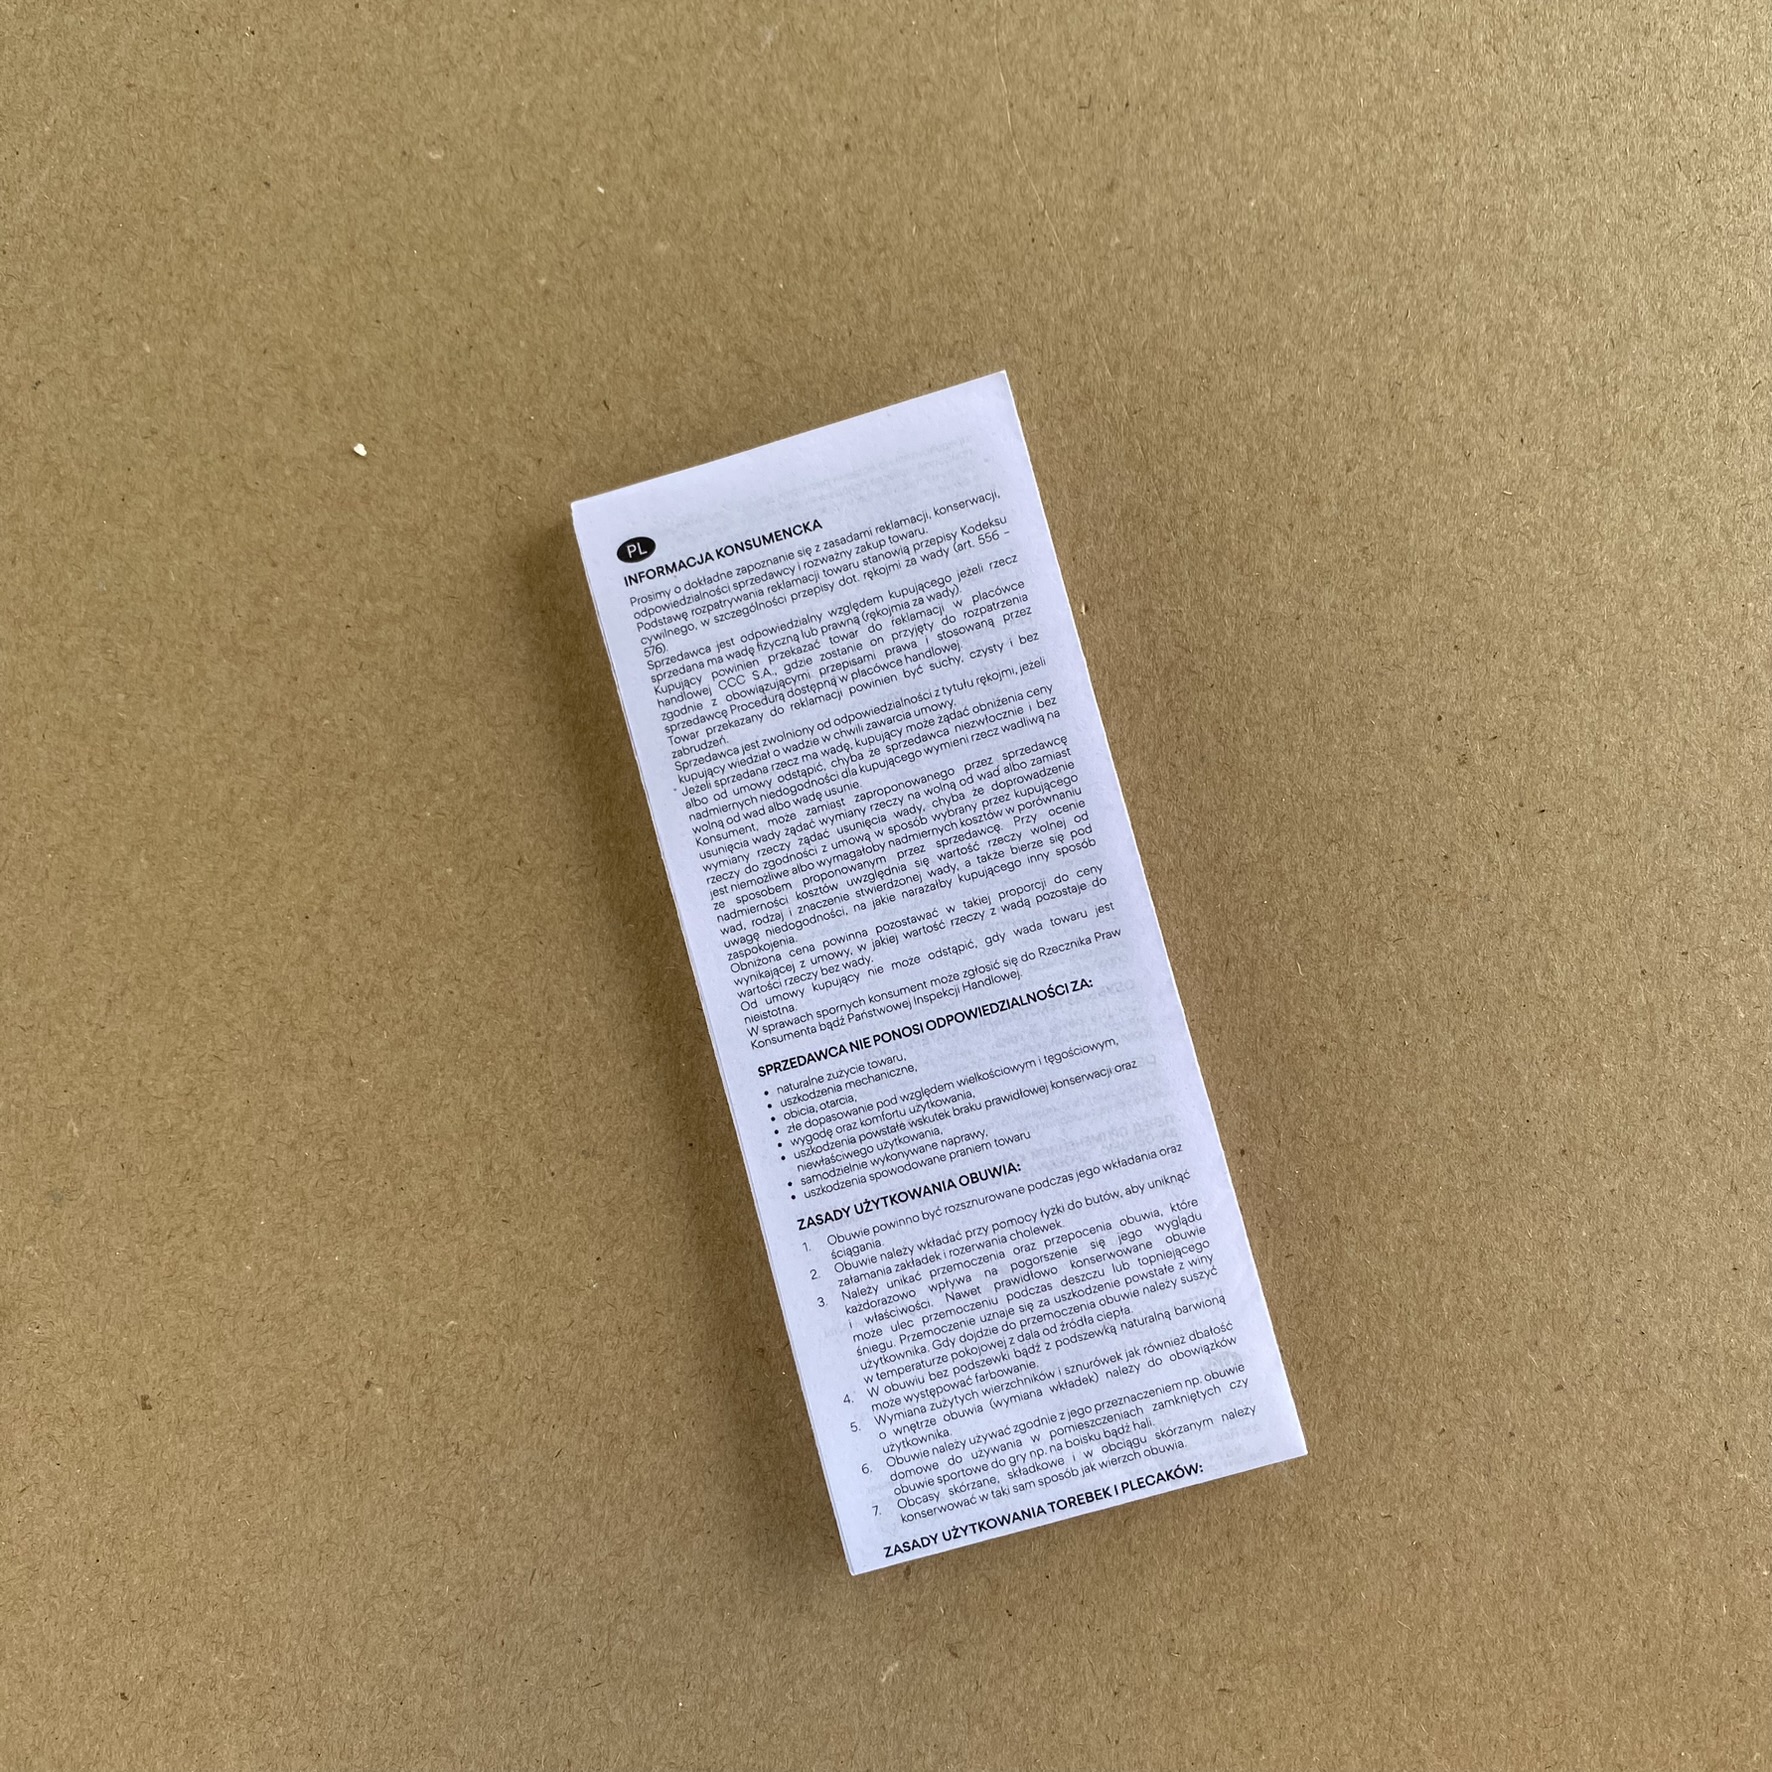 PL
INFORMACJA KONSUMENCKA
Prosimy o dokładne zapoznanie się z zasadami reklamacji, konserwacji,
odpowiedzialności sprzedawcy i rozważny zakup towaru.
Podstawę rozpatrywania reklamacji towaru stanowią przepisy Kodeksu
cywilnego, w szczególności przepisy dot. rękojmi za wady (art. 556 –
576).
Sprzedawca jest odpowiedzialny względem kupującego jeżeli rzecz
sprzedana ma wadę fizyczną lub prawną (rękojmia za wady).
Kupujący powinien przekazać towar do reklamacji w placówce
handlowej CCC S.A., gdzie zostanie on przyjęty do rozpatrzenia
zgodnie z obowiązującymi przepisami prawa i stosowaną przez
sprzedawcę Procedurą dostępną w placówce handlowej.
Towar przekazany do reklamacji powinien być suchy, czysty i bez
zabrudzeń.
Sprzedawca jest zwolniony od odpowiedzialności z tytułu rękojmi, jeżeli
kupujący wiedział o wadzie w chwili zawarcia umowy.
* Jeżeli sprzedana rzecz ma wadę, kupujący może żądać obniżenia ceny
albo od umowy odstąpić, chyba że sprzedawca niezwłocznie i bez
nadmiernych niedogodności dla kupującego wymieni rzecz wadliwą na
wolną od wad albo wadę usunie.
Konsument, może zamiast zaproponowanego przez sprzedawcę
usunięcia wady żądać wymiany rzeczy na wolną od wad albo zamiast
wymiany rzeczy żądać usunięcia wady, chyba że doprowadzenie
rzeczy do zgodności z umową w sposób wybrany przez kupującego
jest niemożliwe albo wymagałoby nadmiernych kosztów w porównaniu
ze sposobem proponowanym przez sprzedawcę. Przy ocenie
nadmierności kosztów uwzględnia się wartość rzeczy wolnej od
wad, rodzaj i znaczenie stwierdzonej wady, a także bierze się pod
uwagę niedogodności, na jakie narażałby kupującego inny sposób
zaspokojenia.
Obniżona cena powinna pozostawać w takiej proporcji do ceny
wynikającej z umowy, w jakiej wartość rzeczy z wadą pozostaje do
wartości rzeczy bez wady.
Od umowy kupujący nie może odstąpić, gdy wada towaru jest
nieistotna.
W sprawach spornych konsument może zgłosić się do Rzecznika Praw
Konsumenta bądź Państwowej Inspekcji Handlowej.
SPRZEDAWCA NIE PONOSI ODPOWIEDZIALNOŚCI ZA:
• naturalne zużycie towaru,
• uszkodzenia mechaniczne,
• obicia, otarcia,
• złe dopasowanie pod względem wielkościowym i tęgościowym,
• wygodę oraz komfortu użytkowania,
• uszkodzenia powstałe wskutek braku prawidłowej konserwacji oraz
niewłaściwego użytkowania,
• samodzielnie wykonywane naprawy,
• uszkodzenia spowodowane praniem towaru
ZASADY UŻYTKOWANIA OBUWIA:
1. Obuwie powinno być rozsznurowane podczas jego wkładania oraz
ściągania.
2. Obuwie należy wkładać przy pomocy łyżki do butów, aby uniknąć
załamania zakładek i rozerwania cholewek.
3. Należy unikać przemoczenia oraz przepocenia obuwia, które
każdorazowo wpływa na pogorszenie się jego wyglądu
i właściwości. Nawet prawidłowo konserwowane obuwie
może ulec przemoczeniu podczas deszczu lub topniejącego
śniegu. Przemoczenie uznaje się za uszkodzenie powstałe z winy
użytkownika. Gdy dojdzie do przemoczenia obuwie należy suszyć
w temperaturze pokojowej z dala od źródła ciepła.
4. W obuwiu bez podszewki bądź z podszewką naturalną barwioną
może występować farbowanie.
5. Wymiana zużytych wierzchników i sznurówek jak również dbałość
o wnętrze obuwia (wymiana wkładek) należy do obowiązków
użytkownika.
6. Obuwie należy używać zgodnie z jego przeznaczeniem np. obuwie
domowe do używania w pomieszczeniach zamkniętych czy
obuwie sportowe do gry np. na boisku bądź hali.
7. Obcasy skórzane, składkowe i w obciągu skórzanym należy
konserwować w taki sam sposób jak wierzch obuwia.
ZASADY UŻYTKOWANIA TOREBEK I PLECAKÓW: